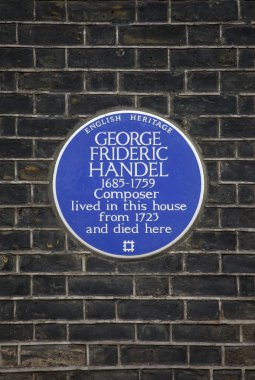 ENGLISH HERITAGE
GEORGE
FRIDERIC
HANDEL
1685-1759
Composer
lived in this house
from 1723
and died here